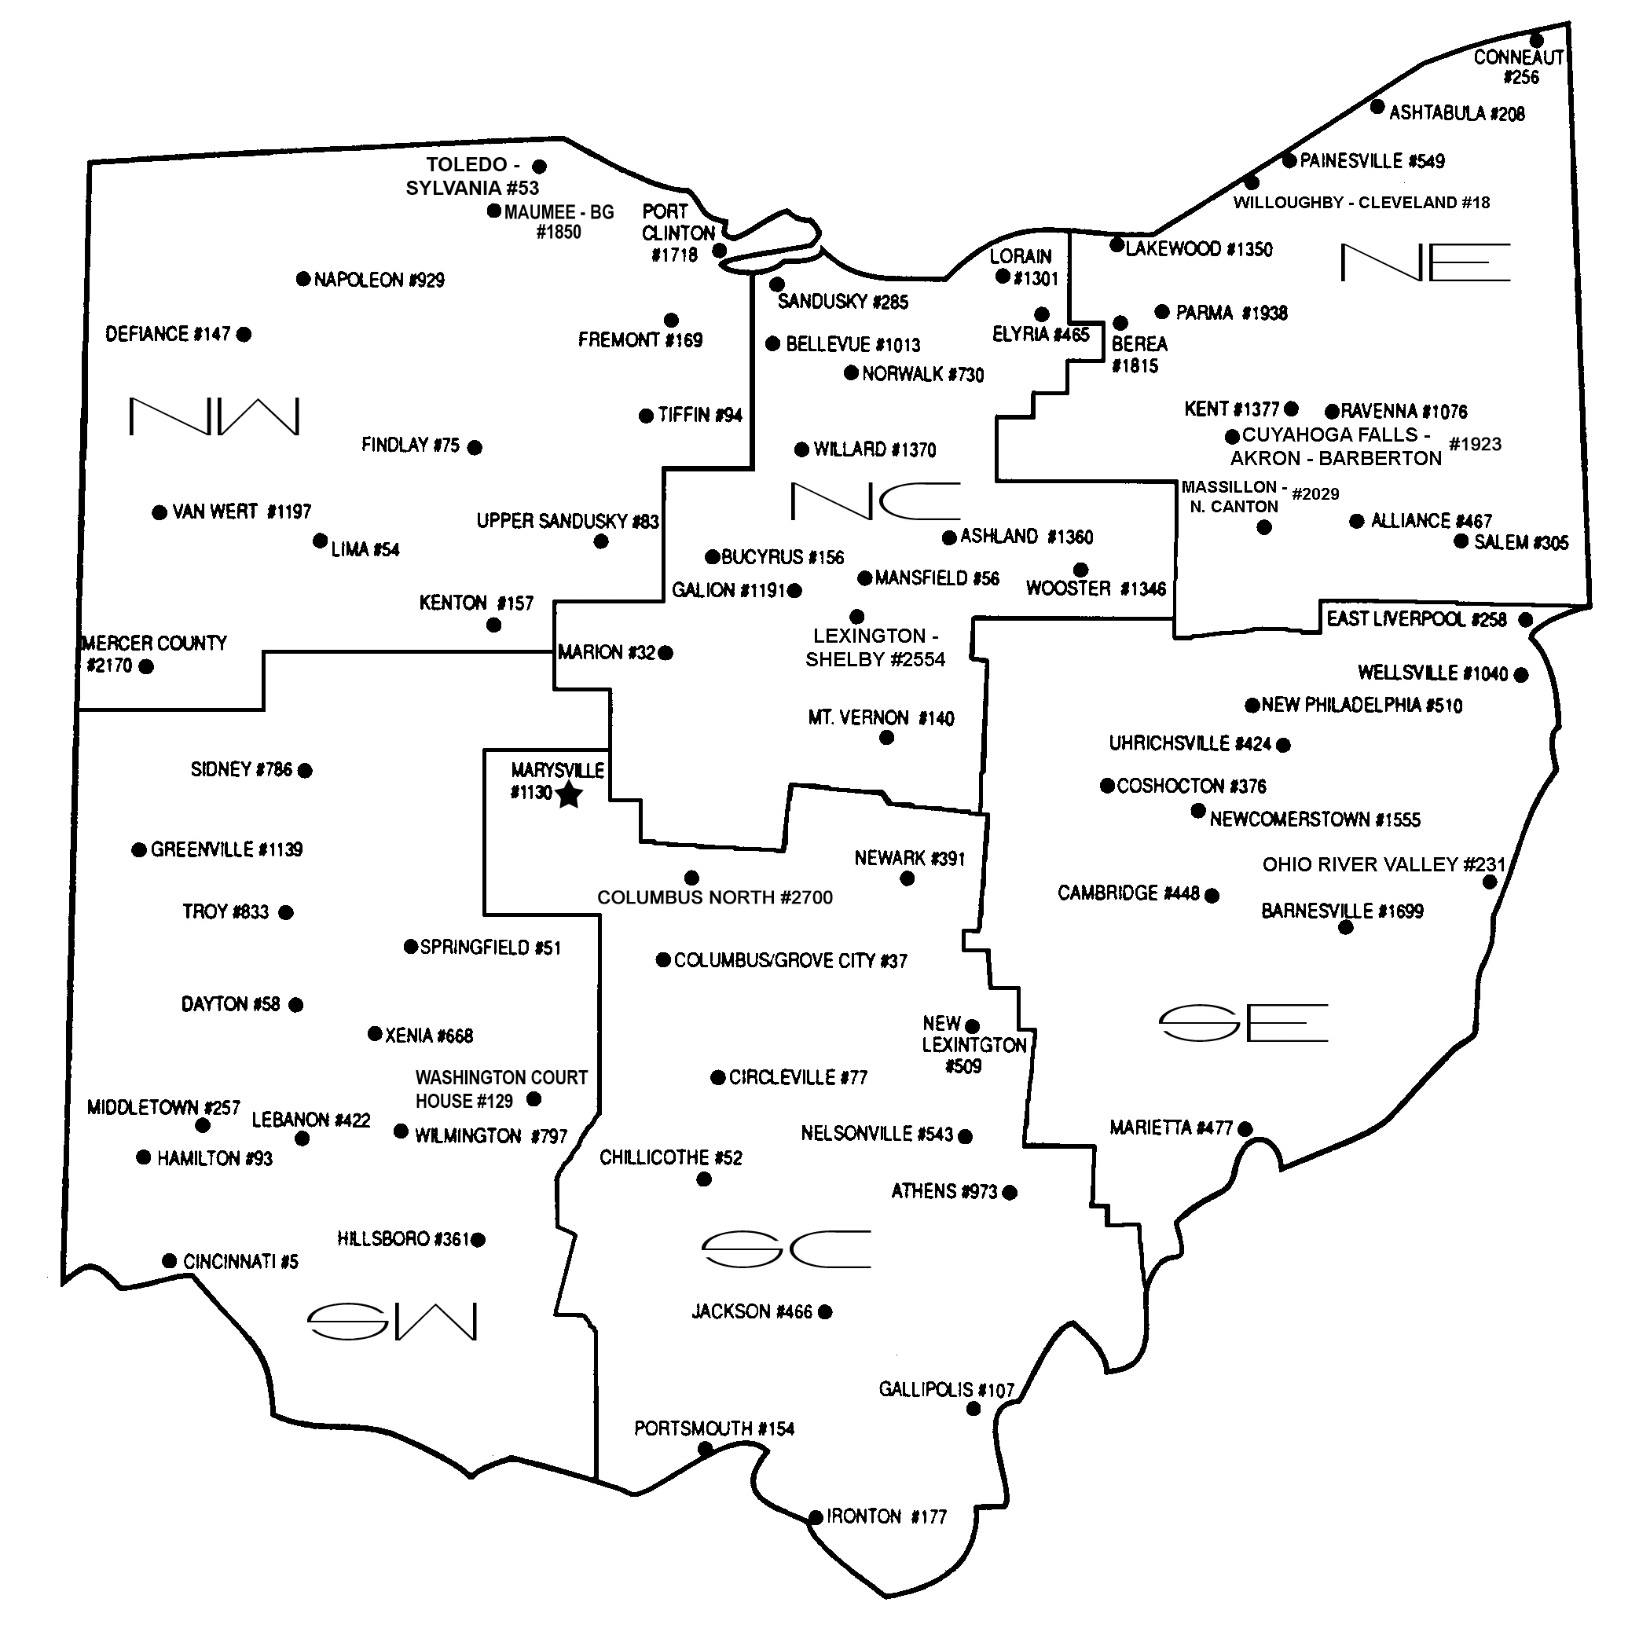 CONNEAUT
#256
ASHTABULA #208
PAINESVILLE #549
WILLOUGHBY - CLEVELAND #18
LAKEWOOD #1350
NE
PARMA #1938
BEREA
#1815
KENT #1377
RAVENNA #1076
CUYAHOGA FALLS -
AKRON - BARBERTON
#1923
MASSILLON -
N. CANTON
#2029
ALLIANCE #467
SALEM #305
TOLEDO -
SYLVANIA #53
MAUMEE - BG
#1850
PORT
CLINTON
#1718
NAPOLEON #929
DEFIANCE #147
FREMONT #169
NW
TIFFIN #94
FINDLAY #75
VAN WERT #1197
LIMA #54
UPPER SANDUSKY #83
KENTON #157
MERCER COUNTY
#2170
LORAIN
#1301
SANDUSKY #285
ELYRIA #465
BELLEVUE #1013
NORWALK #730
WILLARD #1370
NC
ASHLAND #1360
BUCYRUS #156
MANSFIELD #56
GALION #1191
WOOSTER #1346
LEXINGTON -
SHELBY #2554
MARION #32
MT. VERNON #140
EAST LIVERPOOL #258
WELLSVILLE #1040
NEW PHILADELPHIA #510
UHRICHSVILLE #424
COSHOCTON #376
NEWCOMERSTOWN #1555
OHIO RIVER VALLEY #231
CAMBRIDGE #448
BARNESVILLE #1699
SE
MARIETTA #477
SIDNEY #786
MARYSVILLE
#1130
GREENVILLE #1139
TROY #833
SPRINGFIELD #51
DAYTON #58
XENIA #668
WASHINGTON COURT
HOUSE #129
MIDDLETOWN #257
LEBANON #422
WILMINGTON #797
HAMILTON #93
HILLSBORO #361
CINCINNATI #5
SW
NEWARK #391
COLUMBUS NORTH #2700
COLUMBUS/GROVE CITY #37
NEW
LEXINTGTON
#509
CIRCLEVILLE #77
NELSONVILLE #543
CHILLICOTHE #52
ATHENS #973
SC
JACKSON #466
GALLIPOLIS #107
PORTSMOUTH #154
IRONTON #177